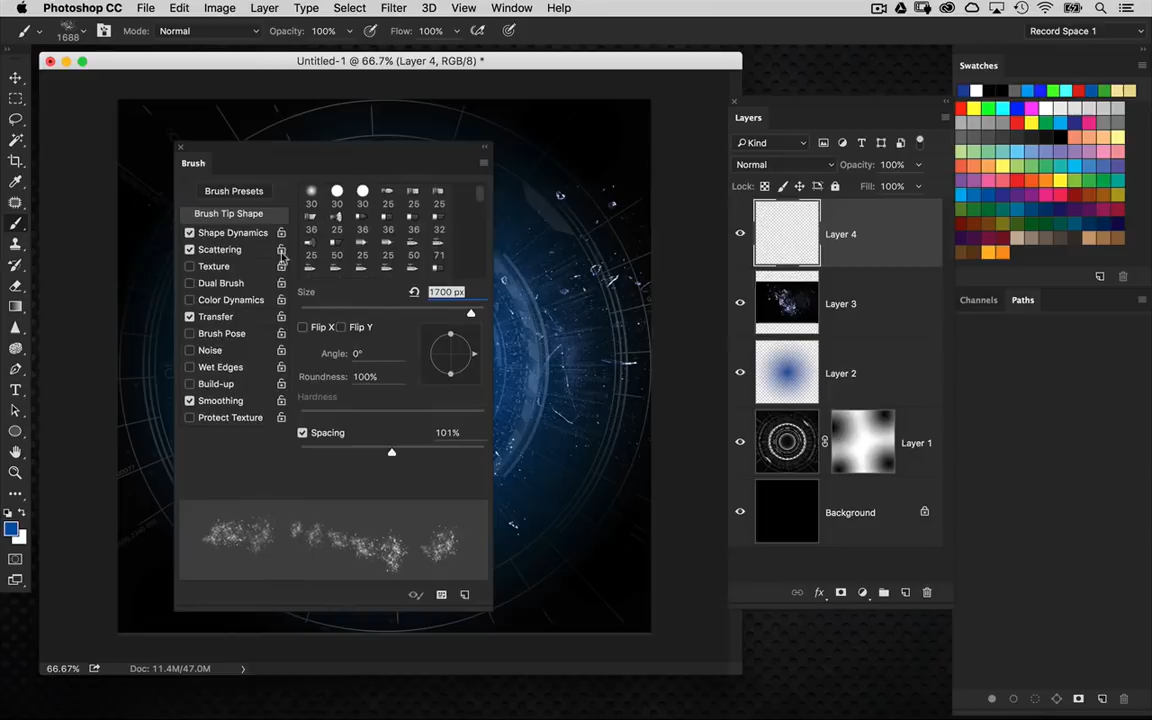 Photoshop CC File Edit Image Layer Type Select Filter 3D View Window Help
1688 Mode: Normal Opacity: 100% Flow: 100% Record Space 1
Untitled-1 @ 66.7% (Layer 4, RGB/8) *
Brush
Brush Presets
Brush Tip Shape
Shape Dynamics
Scattering
Texture
Dual Brush
Color Dynamics
Transfer
Brush Pose
Noise
Wet Edges
Build-up
Smoothing
Protect Texture
30 30 30 25 25 25
36 25 36 36 36 32
25 50 25 25 50 71
Size 1700 px
Flip X Flip Y
Angle: 0°
Roundness: 100%
Hardness
Spacing 101%
Layers
Kind
Normal Opacity: 100%
Lock: Fill: 100%
Layer 4
Layer 3
Layer 2
Layer 1
Background
Swatches
Channels Paths
66.67% Doc: 11.4M/47.0M